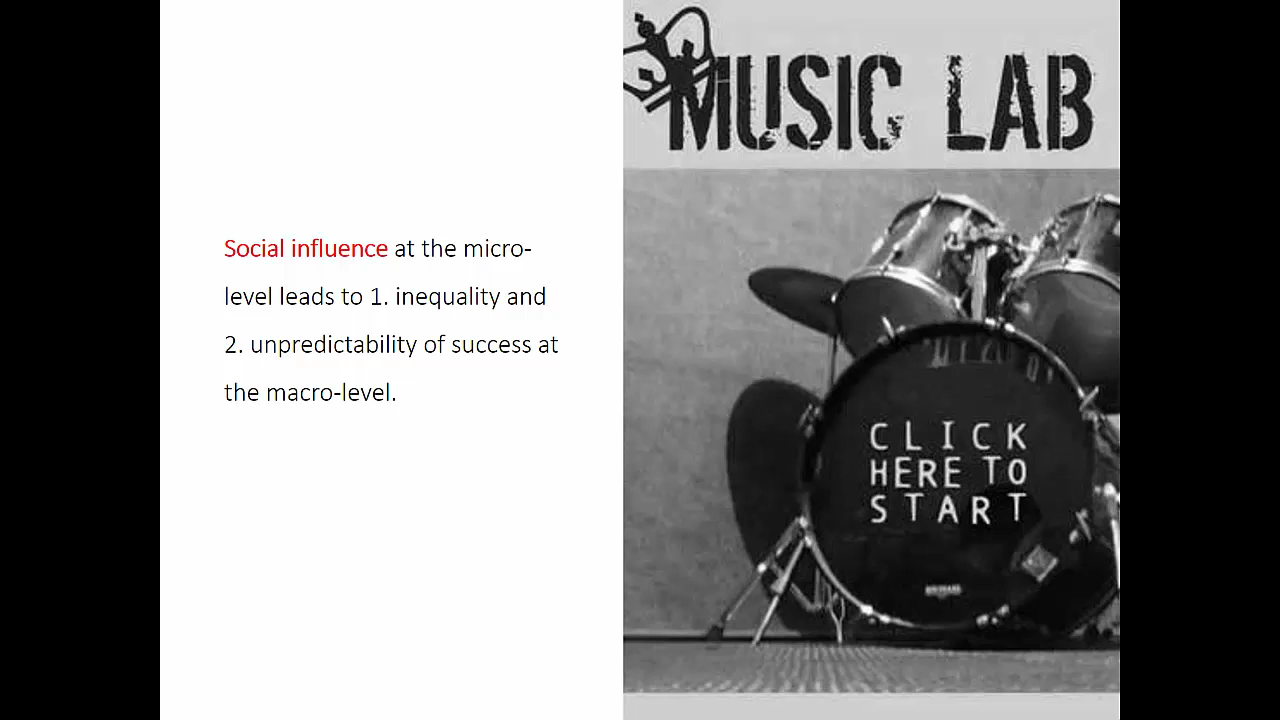 Social influence at the micro-
level leads to 1. inequality and
2. unpredictability of success at
the macro-level.
MUSIC LAB
CLICK
HERE TO
START